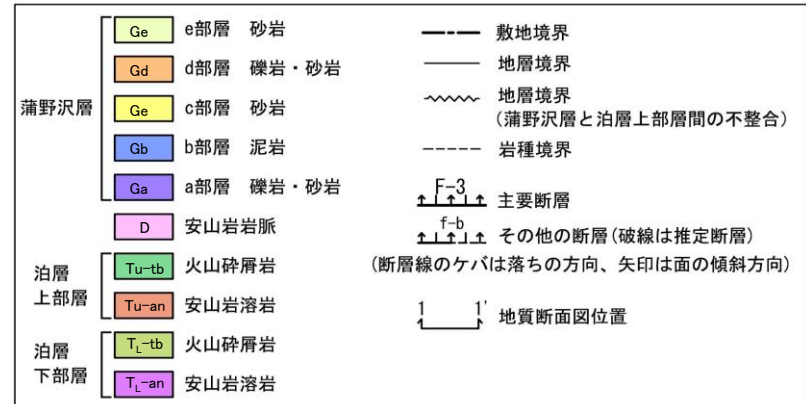 蒲野沢層
Ge e部層 砂岩
Gd d部層 礫岩・砂岩
Ge c部層 砂岩
Gb b部層 泥岩
Ga a部層 礫岩・砂岩
D 安山岩岩脈
泊層
上部層
Tu-tb 火山砕屑岩
Tu-an 安山岩溶岩
泊層
下部層
TL-tb 火山砕屑岩
TL-an 安山岩溶岩
敷地境界
地層境界
地層境界
(蒲野沢層と泊層上部層間の不整合)
岩種境界
F-3 主要断層
f-b その他の断層(破線は推定断層)
(断層線のケバは落ちの方向、矢印は面の傾斜方向)
1 1' 地質断面図位置